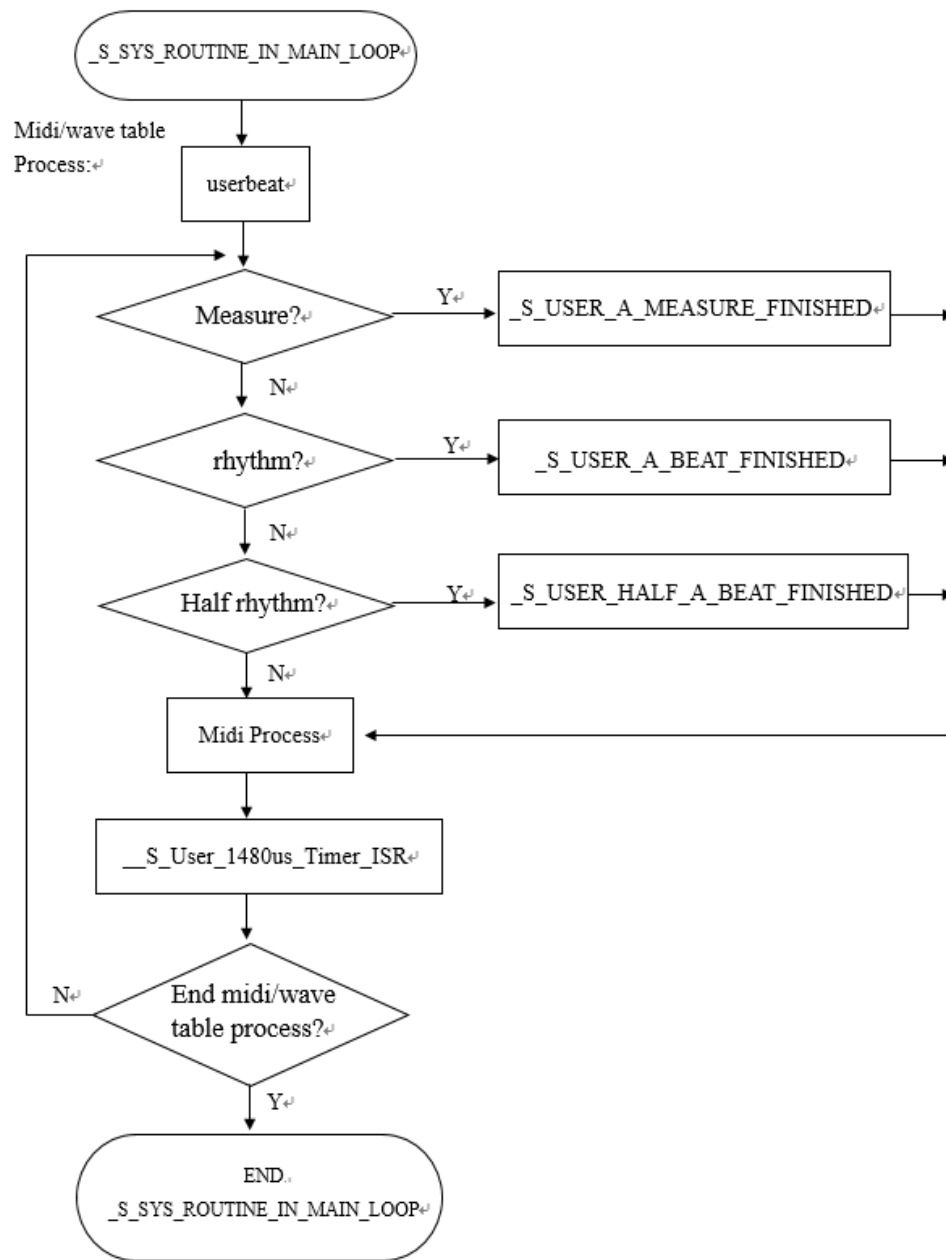 _S_SYS_ROUTINE_IN_MAIN_LOOP↵
Midi/wave table
Process:↵
userbeat↵
Measure?↵
Y↵
_S_USER_A_MEASURE_FINISHED↵
N↵
rhythm?↵
Y↵
_S_USER_A_BEAT_FINISHED↵
N↵
Half rhythm?↵
Y↵
_S_USER_HALF_A_BEAT_FINISHED↵
N↵
Midi Process↵
__S_User_1480us_Timer_ISR↵
N↵
End midi/wave
table process?↵
Y↵
END↓
_S_SYS_ROUTINE_IN_MAIN_LOOP↵